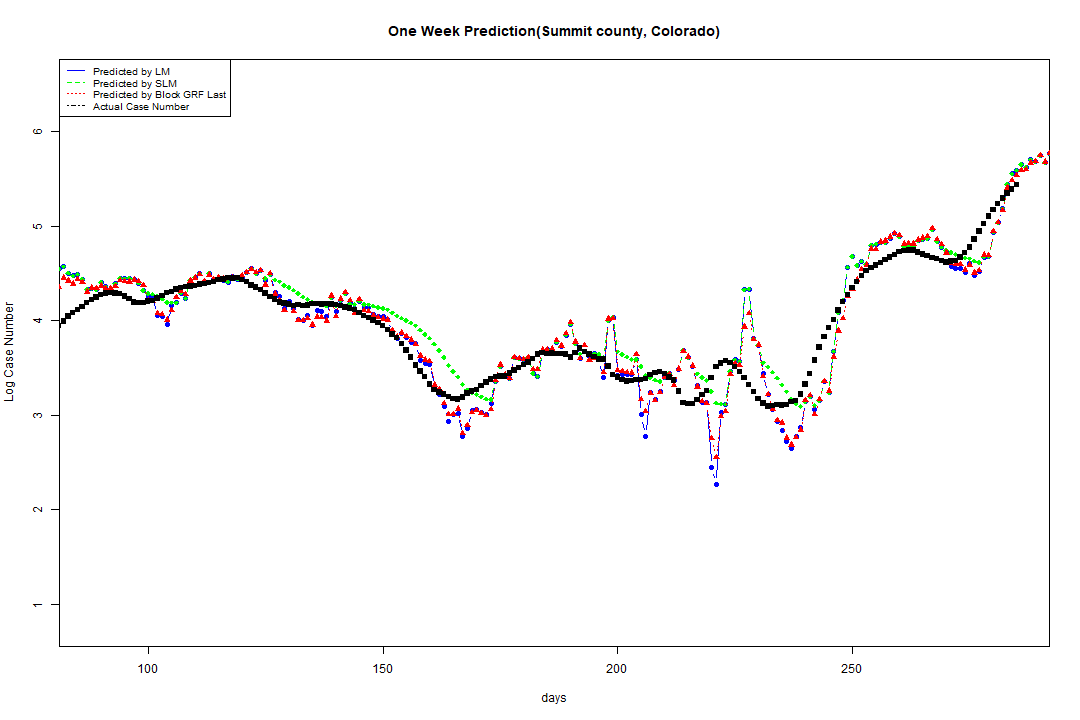 One Week Prediction(Summit county, Colorado)
Predicted by LM
Predicted by SLM
Predicted by Block GRF Last
Actual Case Number
Log Case Number
6
5
4
3
2
1
100
150
200
250
days